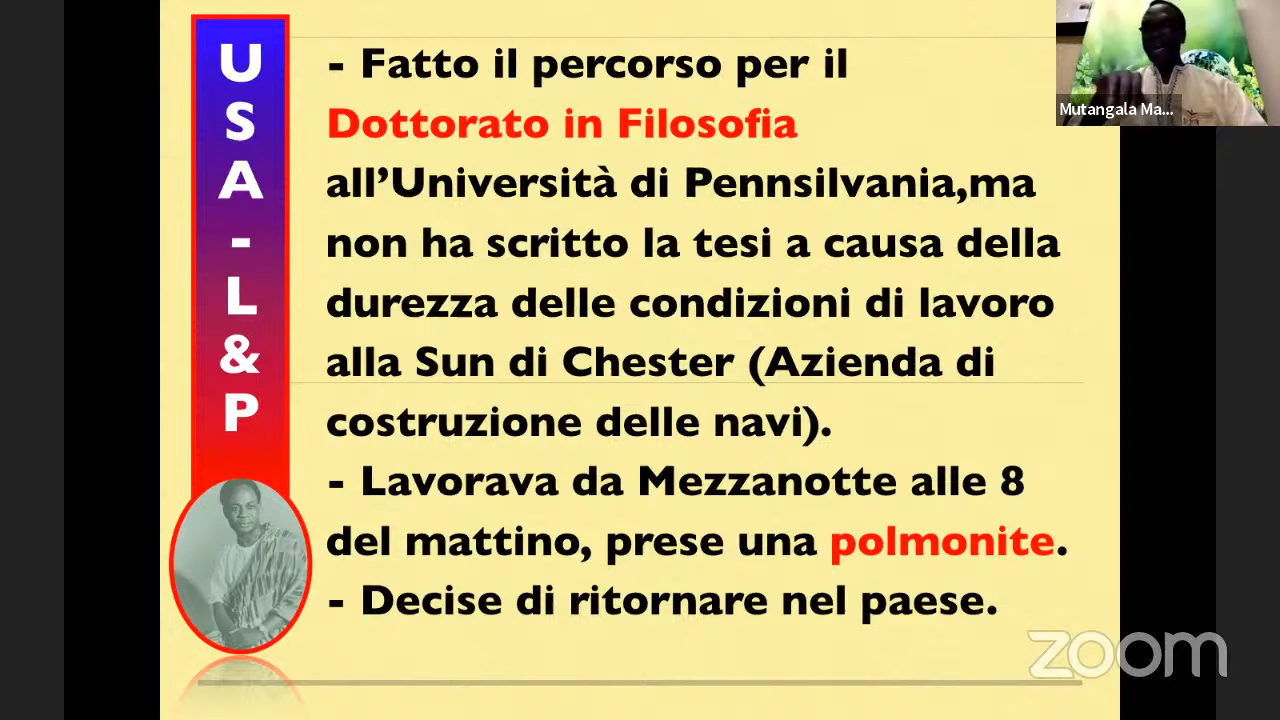 USA-L&P
- Fatto il percorso per il
Dottorato in Filosofia
all’Università di Pennsilvania,ma
non ha scritto la tesi a causa della
durezza delle condizioni di lavoro
alla Sun di Chester (Azienda di
costruzione delle navi).
- Lavorava da Mezzanotte alle 8
del mattino, prese una polmonite.
- Decise di ritornare nel paese.
Mutangala Ma...
zoom